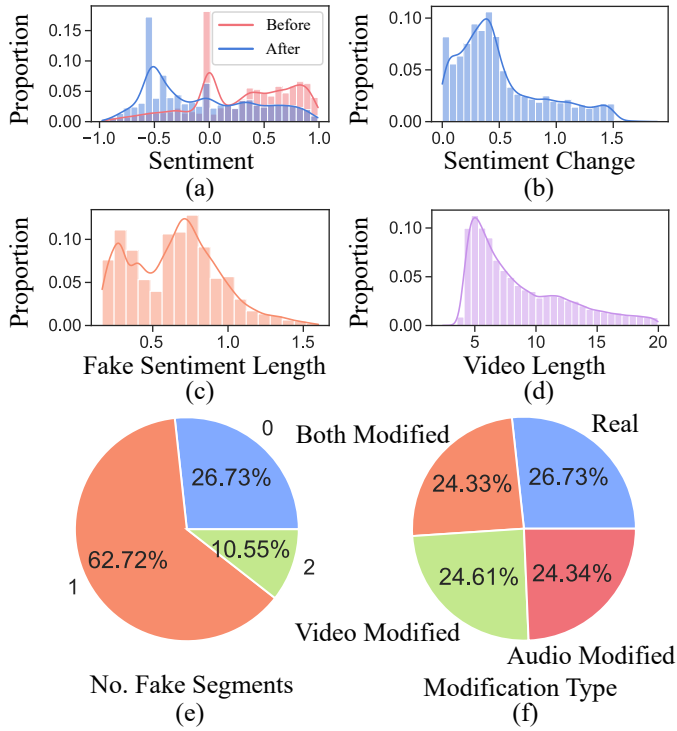 Proportion
0.15
0.10
0.05
0.00
Before
After
−1.0
−0.5
0.0
0.5
1.0
Sentiment
(a)
Proportion
0.10
0.05
0.00
0.0
0.5
1.0
1.5
Sentiment Change
(b)
Proportion
0.10
0.05
0.00
0.5
1.0
1.5
Fake Sentiment Length
(c)
Proportion
0.10
0.05
0.00
5
10
15
20
Video Length
(d)
0
26.73%
62.72%
10.55%
1
2
No. Fake Segments
(e)
Both Modified
Real
24.33%
26.73%
24.61%
24.34%
Video Modified
Audio Modified
Modification Type
(f)